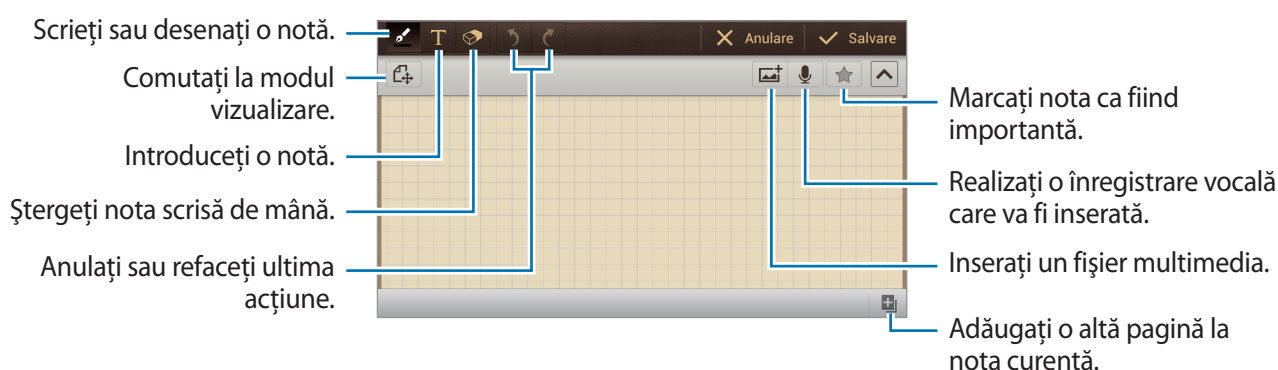 Scrieți sau desenați o notă.
Comutați la modul
vizualizare.
Introduceți o notă.
Ştergeți nota scrisă de mână.
Anulați sau refaceți ultima
acțiune.
T
Anulare
Salvare
Marcați nota ca fiind
importantă.
Realizați o înregistrare vocală
care va fi inserată.
Inserați un fişier multimedia.
Adăugați o altă pagină la
nota curentă.